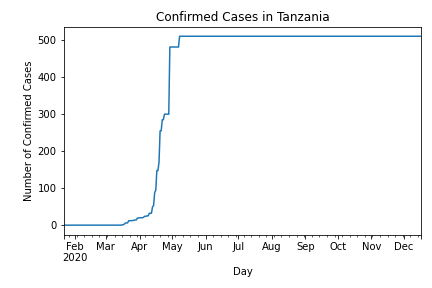 Confirmed Cases in Tanzania
Number of Confirmed Cases
500
400
300
200
100
0
Feb Mar Apr May Jun Jul Aug Sep Oct Nov Dec
2020
Day